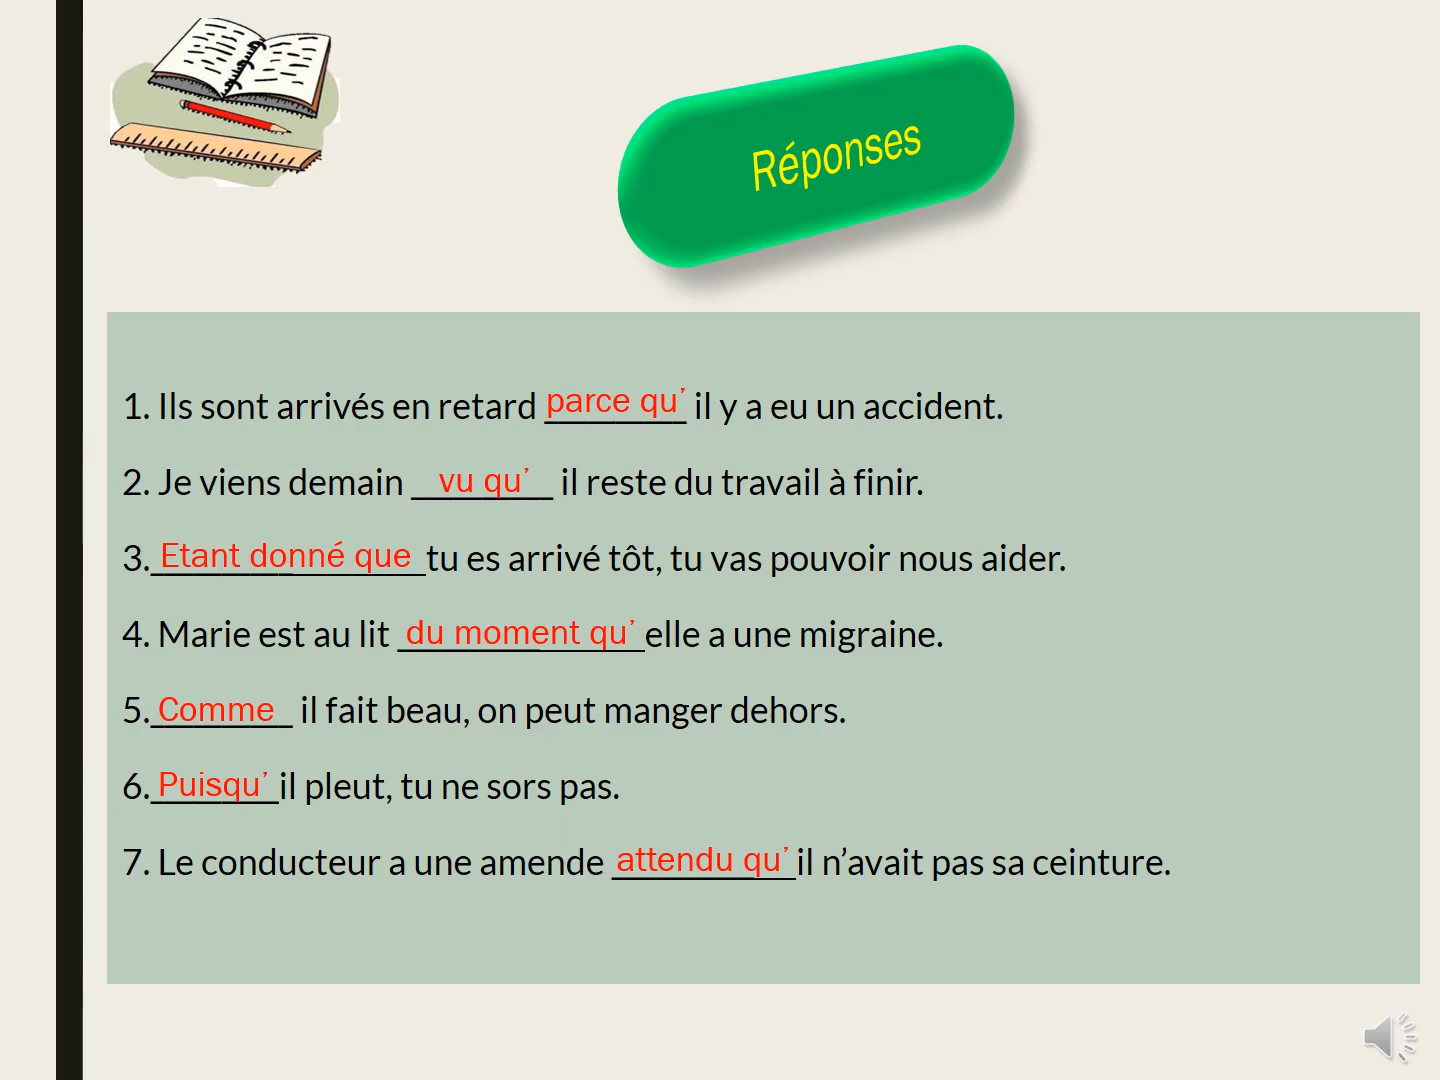 Réponses
1. Ils sont arrivés en retard parce qu’ il y a eu un accident.
2. Je viens demain vu qu’ il reste du travail à finir.
3. Etant donné que tu es arrivé tôt, tu vas pouvoir nous aider.
4. Marie est au lit du moment qu’ elle a une migraine.
5. Comme il fait beau, on peut manger dehors.
6. Puisqu’ il pleut, tu ne sors pas.
7. Le conducteur a une amende attendu qu’ il n’avait pas sa ceinture.